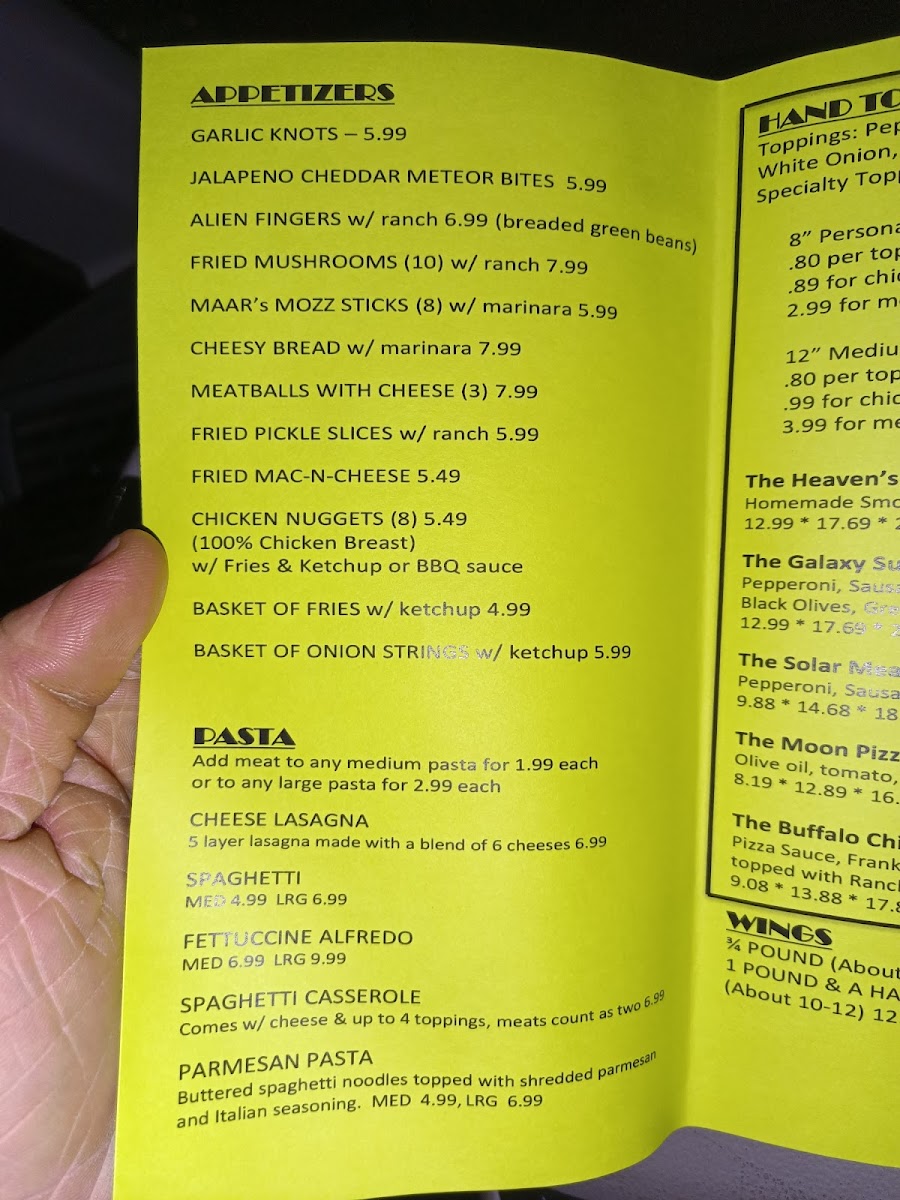 APPETIZERS
GARLIC KNOTS – 5.99
JALAPENO CHEDDAR METEOR BITES 5.99
ALIEN FINGERS w/ ranch 6.99 (breaded green beans)
FRIED MUSHROOMS (10) w/ ranch 7.99
MAAR's MOZZ STICKS (8) w/ marinara 5.99
CHEESY BREAD w/ marinara 7.99
MEATBALLS WITH CHEESE (3) 7.99
FRIED PICKLE SLICES w/ ranch 5.99
FRIED MAC-N-CHEESE 5.49
CHICKEN NUGGETS (8) 5.49
(100% Chicken Breast)
w/ Fries & Ketchup or BBQ sauce
BASKET OF FRIES w/ ketchup 4.99
BASKET OF ONION STRINGS w/ ketchup 5.99
PASTA
Add meat to any medium pasta for 1.99 each
or to any large pasta for 2.99 each
CHEESE LASAGNA
5 layer lasagna made with a blend of 6 cheeses 6.99
SPAGHETTI
MED 4.99 LRG 6.99
FETTUCCINE ALFREDO
MED 6.99 LRG 9.99
SPAGHETTI CASSEROLE
Comes w/ cheese & up to 4 toppings, meats count as two 6.99
PARMESAN PASTA
Buttered spaghetti noodles topped with shredded parmesan
and Italian seasoning. MED 4.99, LRG 6.99
HAND
Toppings:
White Onion,
Specialty
8"
.80 per
.89 for
2.99 for
12"
.80 per
.99 for
3.99 for
The Heaven's
Homemade
12.99 * 17.69 *
The Galaxy
Pepperoni,
Black Olives,
12.99 * 17.69 *
The Solar
Pepperoni,
9.88 * 14.68 * 18
The Moon
Olive oil, tomato,
8.19 * 12.89 * 16.
The Buffalo
Pizza Sauce, Frank
topped with
9.08 * 13.88 * 17.
WINGS
¾ POUND (About
1 POUND & A
(About 10-12) 12